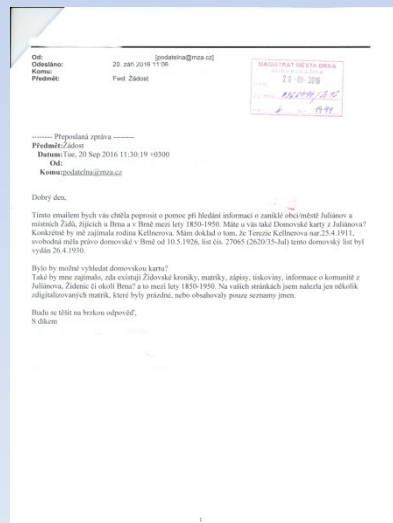 Od: [podatelna@mza.cz]
Odesláno: 20. září 2016 11:06
Komu:
Předmět: Fwd: Žádost
MAGISTRÁT MĚSTA BRNA
20-09-2016
-------- Přeposlaná zpráva --------
Předmět:Žádost
Datum:Tue, 20 Sep 2016 11:30:19 +0300
Od:
Komu:podatelna@mza.cz
Dobrý den,
Tímto emailem bych vás chtěla poprosit o pomoc při hledání informací o zaniklé obci/městě Juliánov a
místních Židů, žijících u Brna a v Brně mezi lety 1850-1950. Máte u vás také Domovské karty z Juliánova?
Konkrétně by mě zajímala rodina Kellnerova. Mám doklad o tom, že Terezie Kellnerova nar.25.4.1911,
svobodná měla právo domovské v Brně od 10.5.1926, list čís. 27065 (2620/35-Jul) tento domovský list byl
vydán 26.4.1930.
Bylo by možné vyhledat domovskou kartu?
Také by mne zajímalo, zda existují Židovské kroniky, matriky, zápisy, tiskoviny, informace o komunitě z
Juliánova, Židenic či okolí Brna? a to mezi lety 1850-1950. Na vašich stránkách jsem nalezla jen několik
zdigitalizovaných matrik, které byly prázdné, nebo obsahovaly pouze seznamy jmen.
Budu se těšit na brzkou odpověď,
S díkem
1